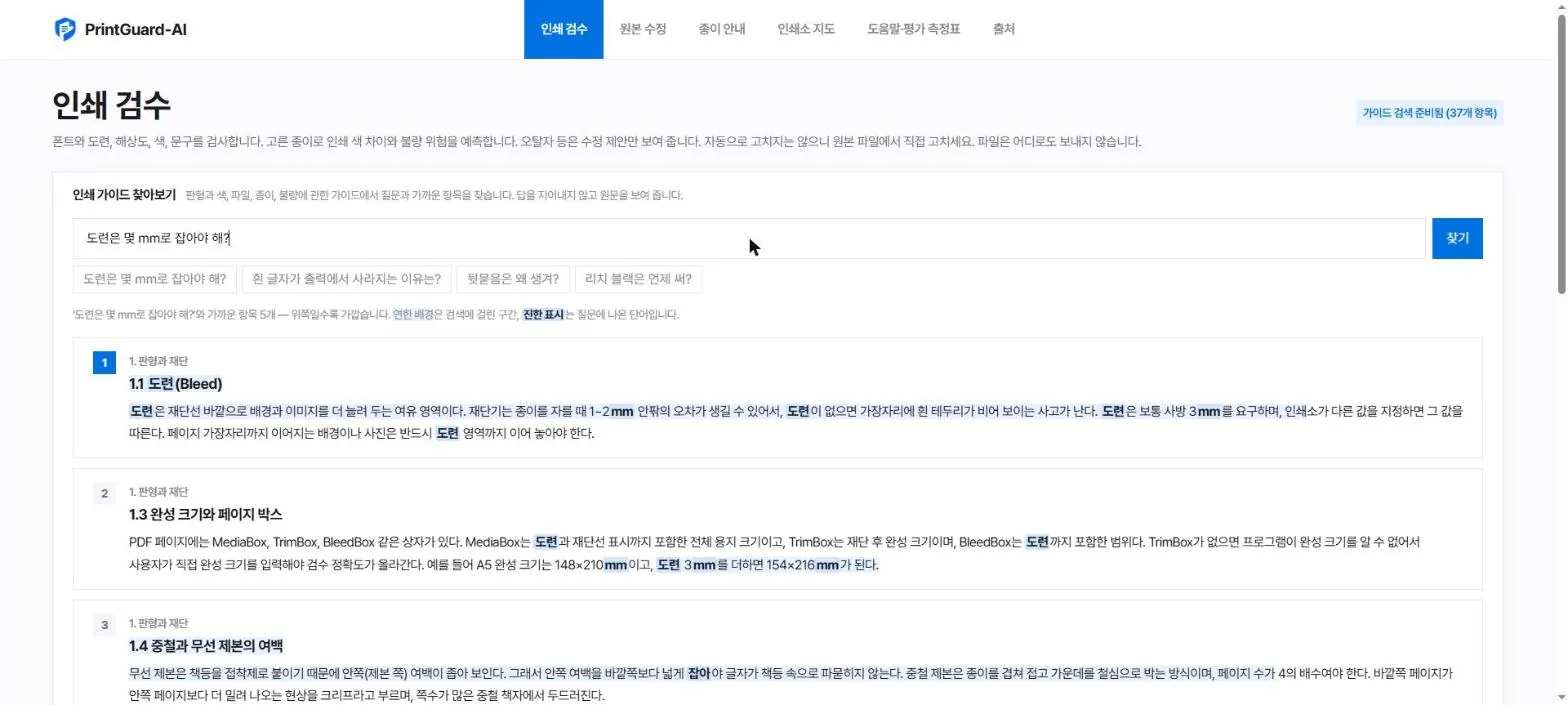 PrintGuard-AI
인쇄 검수 원본 수정 종이 안내 인쇄소 지도 도움말·평가 측정표 출처
인쇄 검수
가이드 검색 준비됨 (37개 항목)
폰트와 도련, 해상도, 색, 문구를 검사합니다. 고른 종이로 인쇄 색 차이와 불량 위험을 예측합니다. 오탈자 등은 수정 제안만 보여 줍니다. 자동으로 고치지는 않으니 원본 파일에서 직접 고치세요. 파일은 어디로도 보내지 않습니다.
인쇄 가이드 찾아보기 판형과 색, 파일, 종이, 불량에 관한 가이드에서 질문과 가까운 항목을 찾습니다. 답을 지어내지 않고 원문을 보여 줍니다.
도련은 몇 mm로 잡아야 해?
찾기
도련은 몇 mm로 잡아야 해? 흰 글자가 출력에서 사라지는 이유는? 뒷묻음은 왜 생겨? 리치 블랙은 언제 써?
'도련은 몇 mm로 잡아야 해?'와 가까운 항목 5개 — 위쪽일수록 가깝습니다. 연한 배경은 검색에 걸린 구간, 진한 표시는 질문에 나온 단어입니다.
1
1. 판형과 재단
1.1 도련(Bleed)
도련은 재단선 바깥으로 배경과 이미지를 더 늘려 두는 여유 영역이다. 재단기는 종이를 자를 때 1~2mm 안팎의 오차가 생길 수 있어서, 도련이 없으면 가장자리에 흰 테두리가 비어 보이는 사고가 난다. 도련은 보통 사방 3mm를 요구하며, 인쇄소가 다른 값을 지정하면 그 값을
따른다. 페이지 가장자리까지 이어지는 배경이나 사진은 반드시 도련 영역까지 이어 놓아야 한다.
2
1. 판형과 재단
1.3 완성 크기와 페이지 박스
PDF 페이지에는 MediaBox, TrimBox, BleedBox 같은 상자가 있다. MediaBox는 도련과 재단선 표시까지 포함한 전체 용지 크기이고, TrimBox는 재단 후 완성 크기이며, BleedBox는 도련까지 포함한 범위다. TrimBox가 없으면 프로그램이 완성 크기를 알 수 없어서
사용자가 직접 완성 크기를 입력해야 검수 정확도가 올라간다. 예를 들어 A5 완성 크기는 148×210mm이고, 도련 3mm를 더하면 154×216mm가 된다.
3
1. 판형과 재단
1.4 중철과 무선 제본의 여백
무선 제본은 책등을 접착제로 붙이기 때문에 안쪽(제본 쪽) 여백이 좁아 보인다. 그래서 안쪽 여백을 바깥쪽보다 넓게 잡아야 글자가 책등 속으로 파묻히지 않는다. 중철 제본은 종이를 겹쳐 접고 가운데를 철심으로 박는 방식이며, 페이지 수가 4의 배수여야 한다. 바깥쪽 페이지가
안쪽 페이지보다 더 밀려 나오는 현상을 크리프라고 부르며, 쪽수가 많은 중철 책자에서 두드러진다.